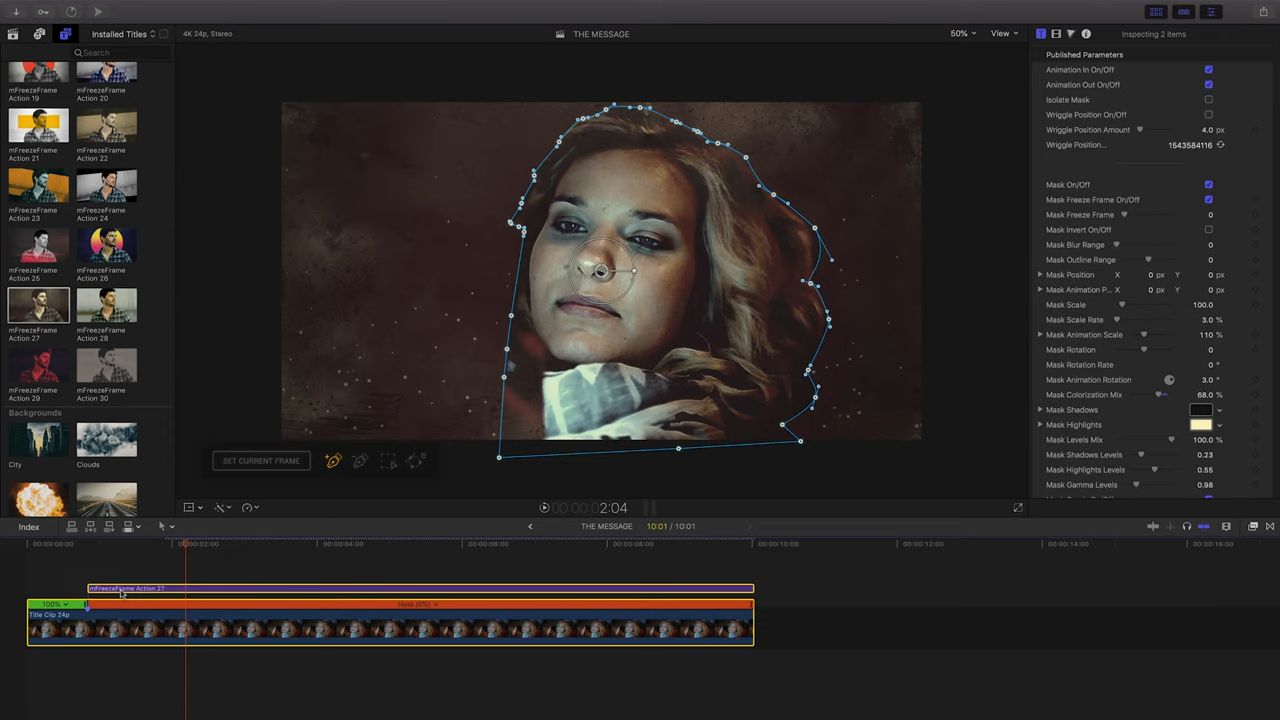 Installed Titles
4K 24p, Stereo
THE MESSAGE
50%
View
Inspecting 2 items
Search
mFreezeFrame Action 19
mFreezeFrame Action 20
mFreezeFrame Action 21
mFreezeFrame Action 22
mFreezeFrame Action 23
mFreezeFrame Action 24
mFreezeFrame Action 25
mFreezeFrame Action 26
mFreezeFrame Action 27
mFreezeFrame Action 28
mFreezeFrame Action 29
mFreezeFrame Action 30
Backgrounds
City
Clouds
Published Parameters
Animation In On/Off
Animation Out On/Off
Isolate Mask
Wriggle Position On/Off
Wriggle Position Amount 4.0 px
Wriggle Position... 1543584116
Mask On/Off
Mask Freeze Frame On/Off
Mask Freeze Frame 0
Mask Invert On/Off
Mask Blur Range 0
Mask Outline Range 0
Mask Position X 0 px Y 0 px
Mask Animation P... X 0 px Y 0 px
Mask Scale 100.0
Mask Scale Rate 3.0 %
Mask Animation Scale 110 %
Mask Rotation 0
Mask Rotation Rate 0 °
Mask Animation Rotation 3.0 °
Mask Colorization Mix 68.0 %
Mask Shadows
Mask Highlights
Mask Levels Mix 100.0 %
Mask Shadows Levels 0.23
Mask Highlights Levels 0.55
Mask Gamma Levels 0.98
SET CURRENT FRAME
00:00:00:02:04
Index
THE MESSAGE
10:01 / 10:01
00:00:00:00
00:00:02:00
00:00:04:00
00:00:06:00
00:00:08:00
00:00:10:00
00:00:12:00
00:00:14:00
00:00:16:00
mFreezeFrame Action 27
100%
Hold (0%)
Title Clip 24p